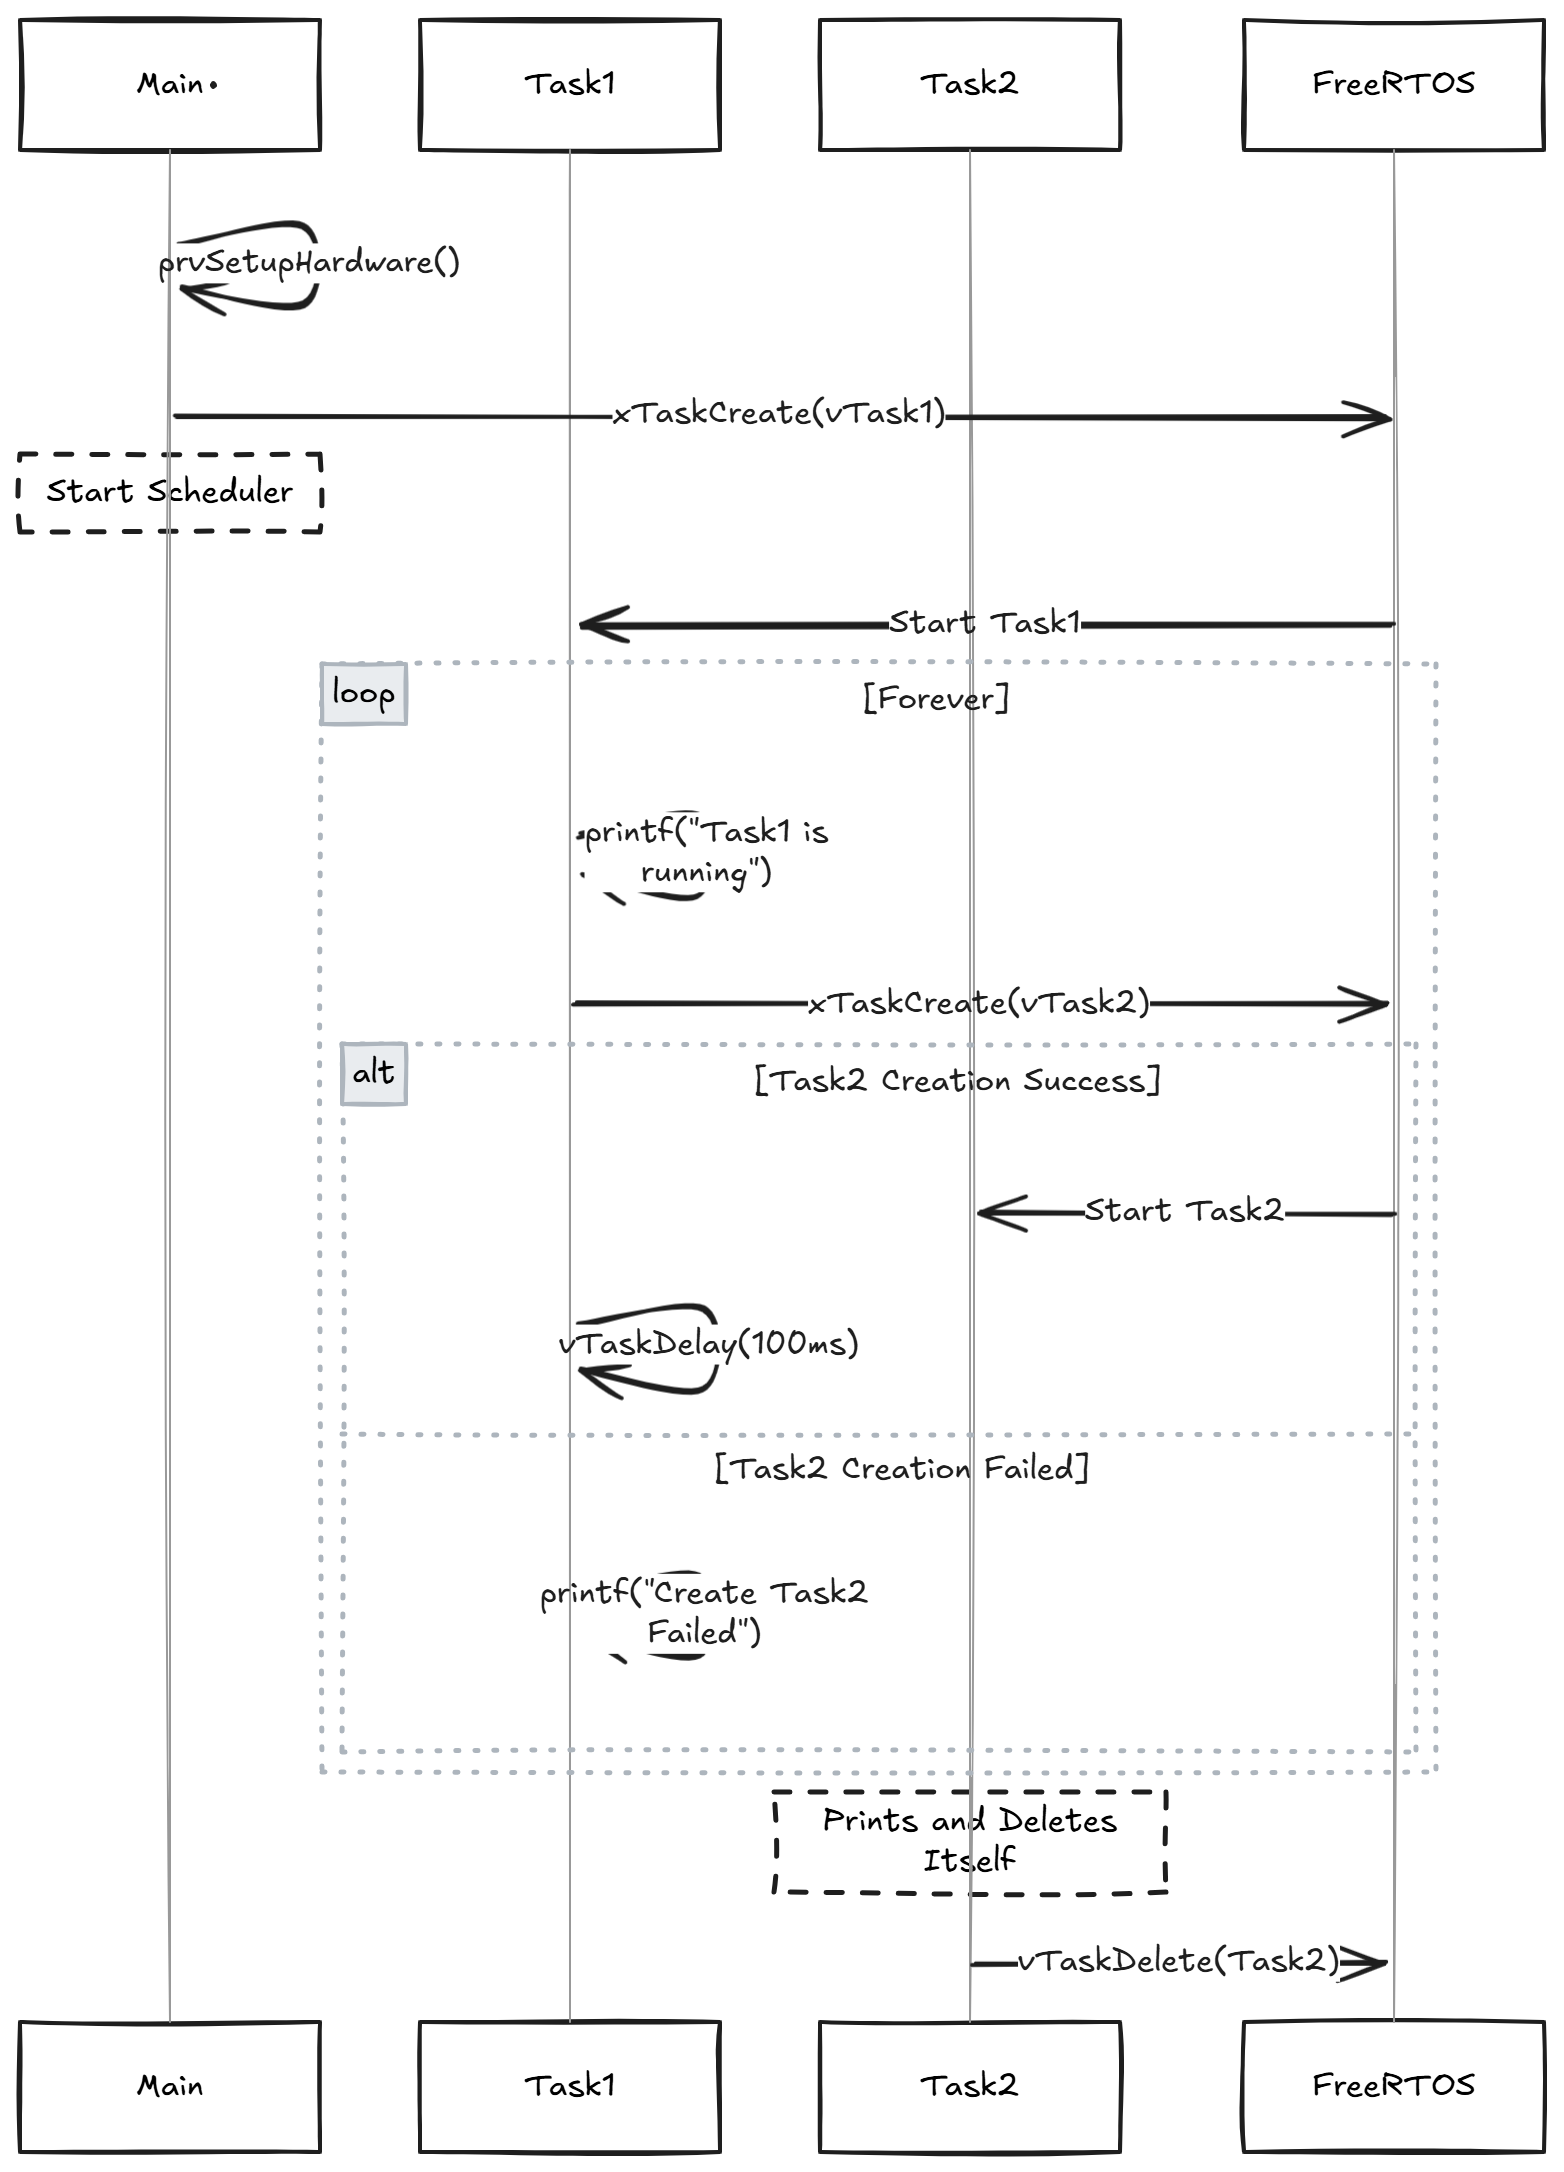 Main•
Task1
Task2
FreeRTOS
prvSetupHardware()
xTaskCreate(vTask1)
Start Scheduler
Start Task1
loop
[Forever]
printf("Task1 is
running")
xTaskCreate(vTask2)
alt
[Task2 Creation Success]
Start Task2
vTaskDelay(100ms)
[Task2 Creation Failed]
printf("Create Task2
Failed")
Prints and Deletes
Itself
vTaskDelete(Task2)
Main
Task1
Task2
FreeRTOS